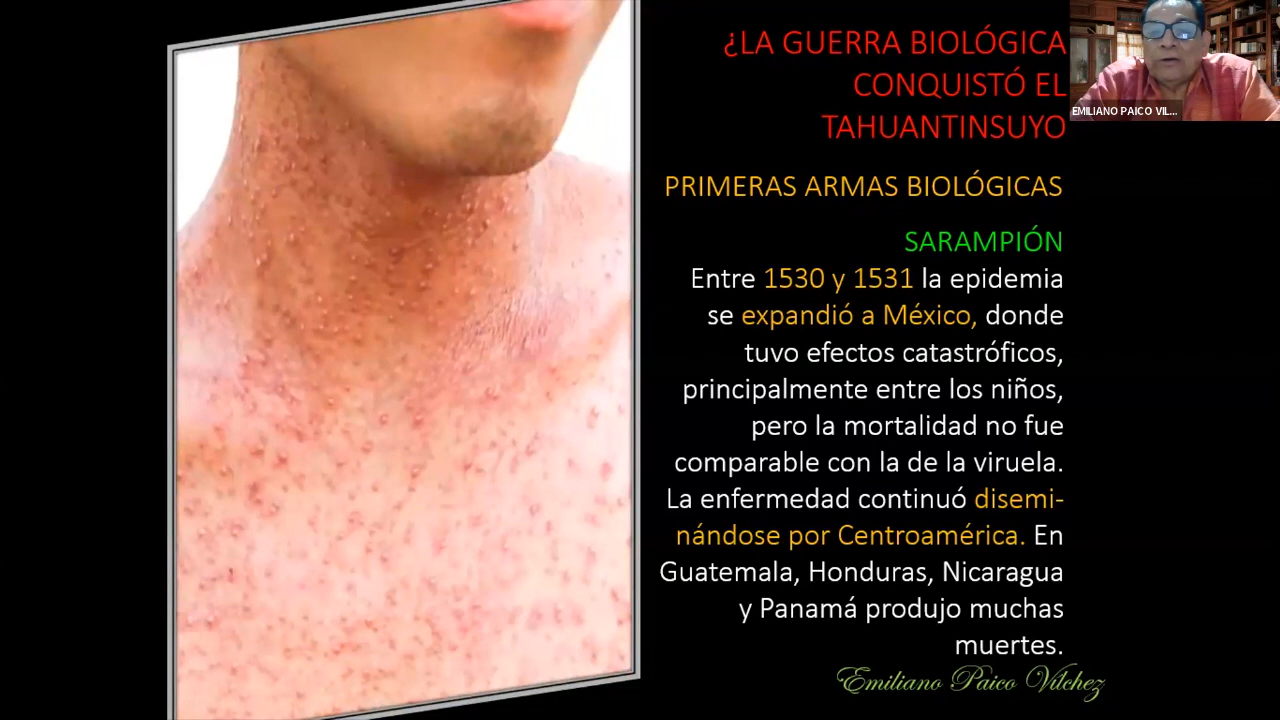 ¿LA GUERRA BIOLÓGICA
CONQUISTÓ EL
TAHUANTINSUYO
EMILIANO PAICO VIL...
PRIMERAS ARMAS BIOLÓGICAS
SARAMPIÓN
Entre 1530 y 1531 la epidemia
se expandió a México, donde
tuvo efectos catastróficos,
principalmente entre los niños,
pero la mortalidad no fue
comparable con la de la viruela.
La enfermedad continuó disemi-
nándose por Centroamérica. En
Guatemala, Honduras, Nicaragua
y Panamá produjo muchas
muertes.
Emiliano Paico Vilchez